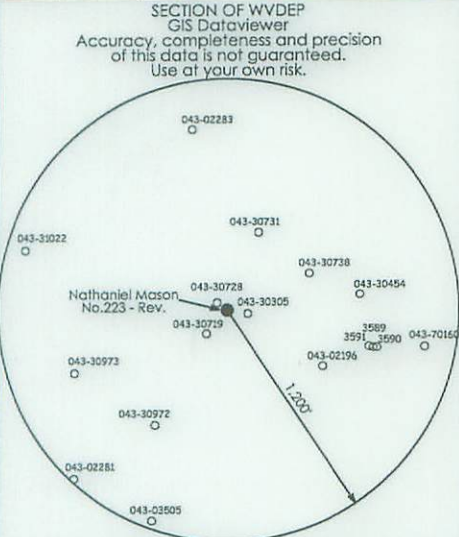 SECTION OF WVDEP
GIS Dataviewer
Accuracy, completeness and precision
of this data is not guaranteed.
Use at your own risk.
043-02283
043-30731
043-31022
043-30738
043-30728
043-30454
Nathaniel Mason
No.223 - Rev.
043-30305
043-30719
3589
3591
3590
043-70160
043-02196
043-30973
1,200'
043-30972
043-02281
043-03505